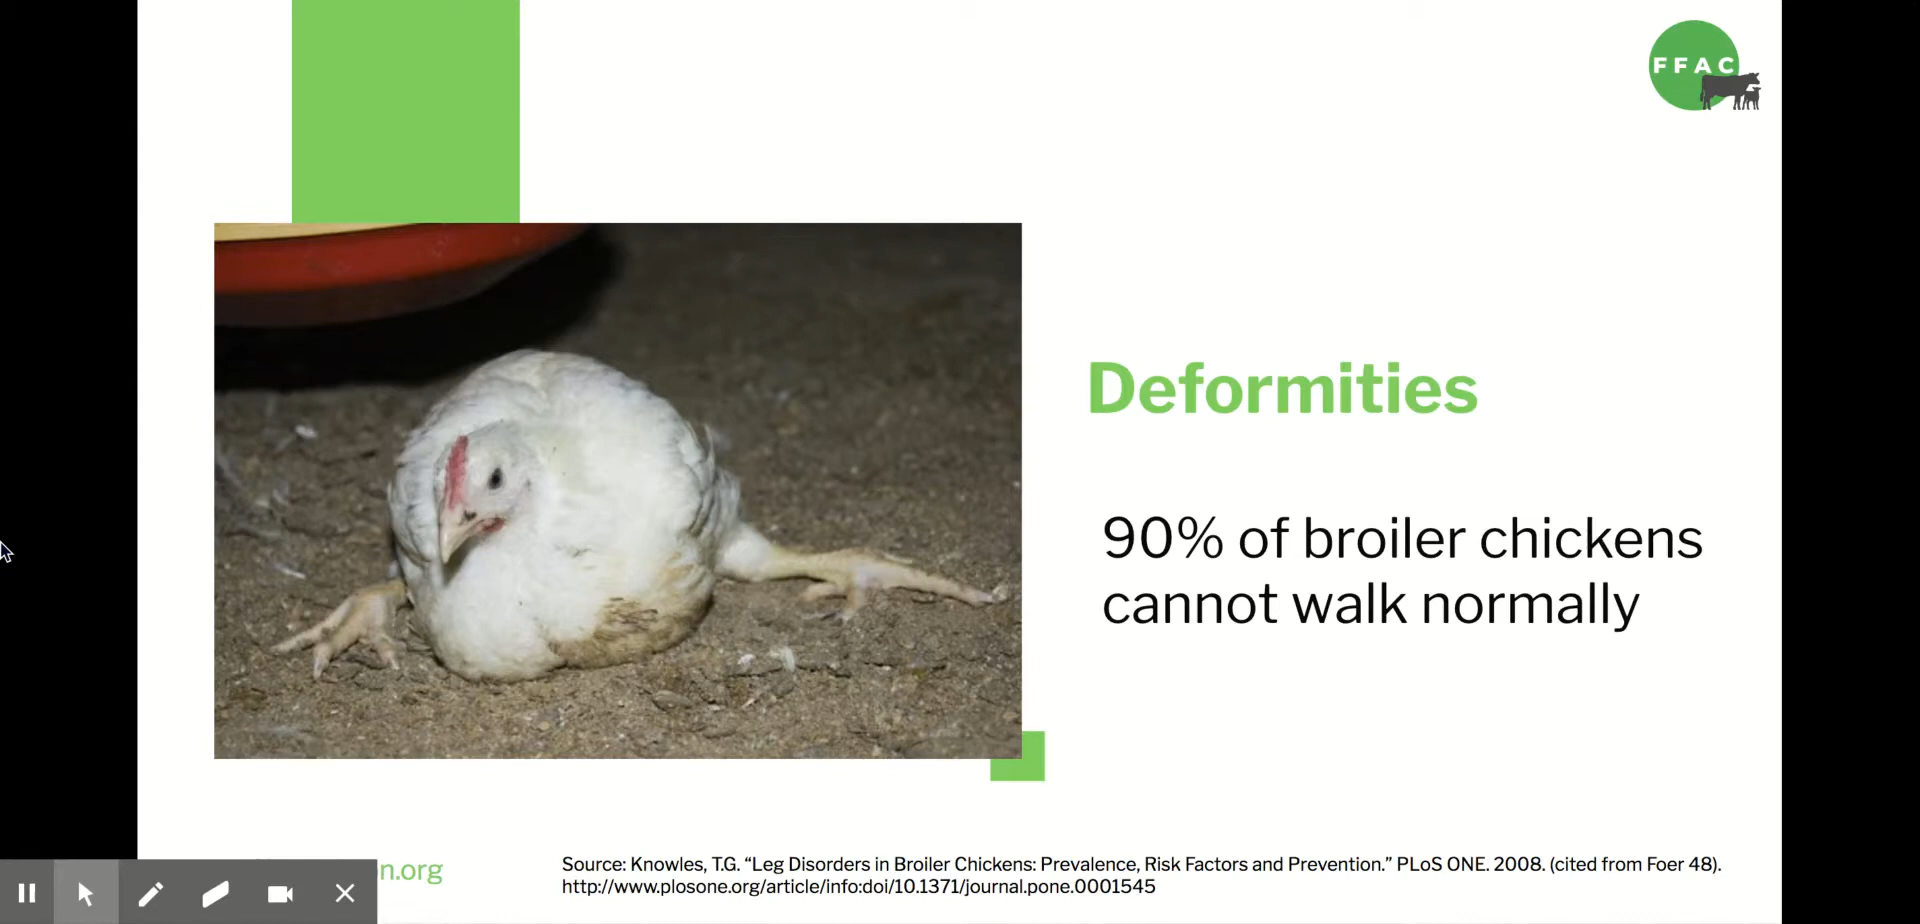 FFAC
Deformities
90% of broiler chickens
cannot walk normally
n.org
Source: Knowles, T.G. “Leg Disorders in Broiler Chickens: Prevalence, Risk Factors and Prevention.” PLoS ONE. 2008. (cited from Foer 48).
http://www.plosone.org/article/info:doi/10.1371/journal.pone.0001545